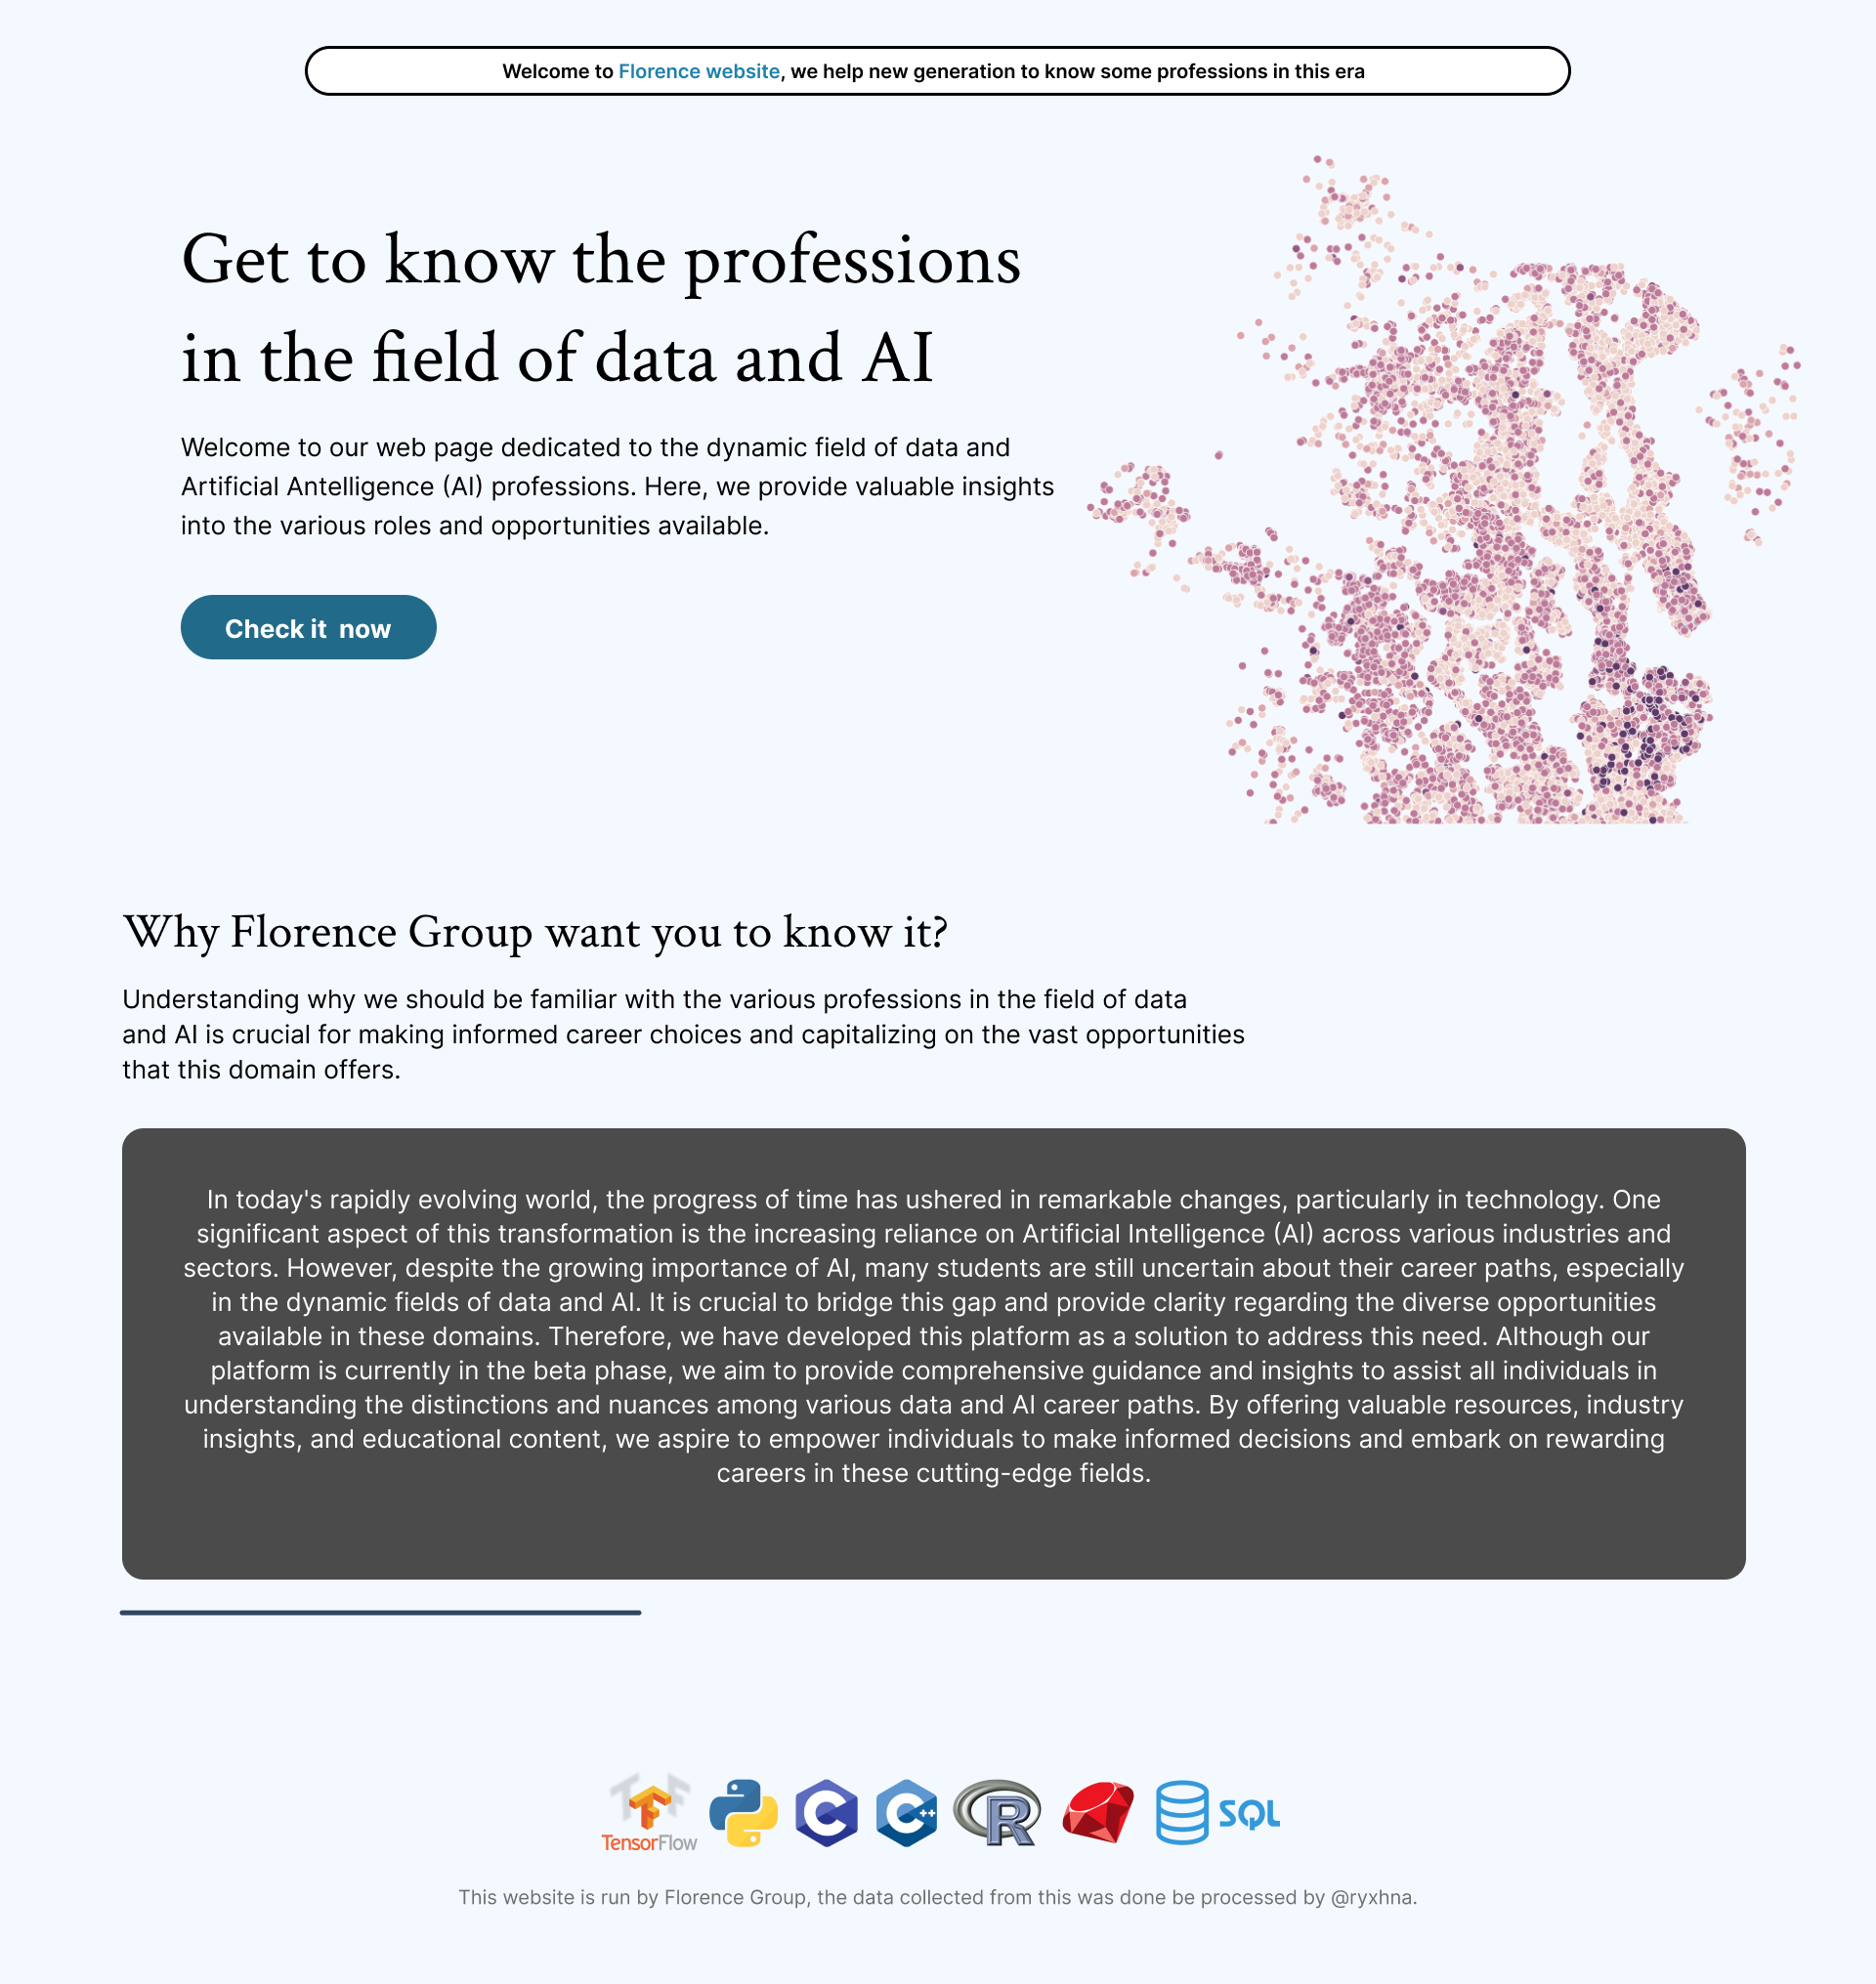 Welcome to Florence website, we help new generation to know some professions in this era
Get to know the professions
in the field of data and AI
Welcome to our web page dedicated to the dynamic field of data and
Artificial Antelligence (AI) professions. Here, we provide valuable insights
into the various roles and opportunities available.
Check it  now
Why Florence Group want you to know it?
Understanding why we should be familiar with the various professions in the field of data
and AI is crucial for making informed career choices and capitalizing on the vast opportunities
that this domain offers.
In today's rapidly evolving world, the progress of time has ushered in remarkable changes, particularly in technology. One
significant aspect of this transformation is the increasing reliance on Artificial Intelligence (AI) across various industries and
sectors. However, despite the growing importance of AI, many students are still uncertain about their career paths, especially
in the dynamic fields of data and AI. It is crucial to bridge this gap and provide clarity regarding the diverse opportunities
available in these domains. Therefore, we have developed this platform as a solution to address this need. Although our
platform is currently in the beta phase, we aim to provide comprehensive guidance and insights to assist all individuals in
understanding the distinctions and nuances among various data and AI career paths. By offering valuable resources, industry
insights, and educational content, we aspire to empower individuals to make informed decisions and embark on rewarding
careers in these cutting-edge fields.
TensorFlow C C++ R SQL
This website is run by Florence Group, the data collected from this was done be processed by @ryxhna.